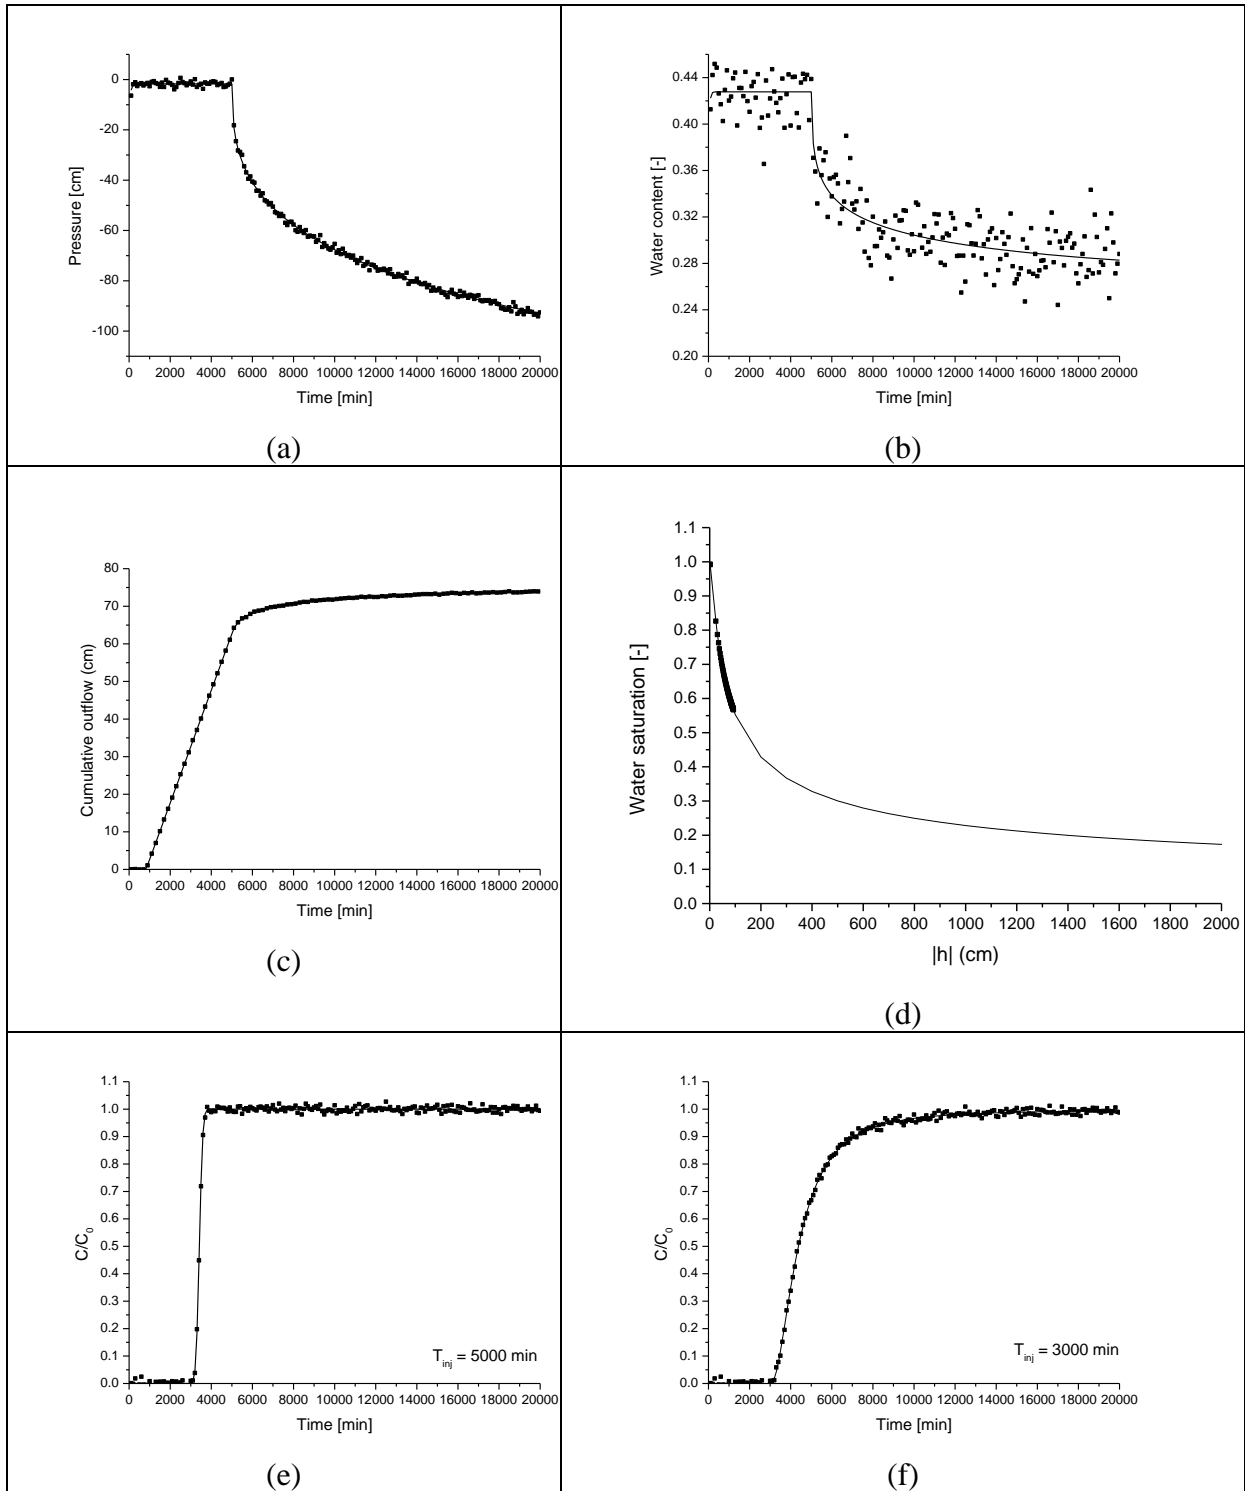 0
-20
-40
-60
-80
-100
Pressure [cm]
0 2000 4000 6000 8000 10000 12000 14000 16000 18000 20000
Time [min]
(a)
0.44
0.40
0.36
0.32
0.28
0.24
0.20
Water content [-]
0 2000 4000 6000 8000 10000 12000 14000 16000 18000 20000
Time [min]
(b)
80
70
60
50
40
30
20
10
0
Cumulative outflow (cm)
0 2000 4000 6000 8000 10000 12000 14000 16000 18000 20000
Time [min]
(c)
1.1
1.0
0.9
0.8
0.7
0.6
0.5
0.4
0.3
0.2
0.1
0.0
Water saturation [-]
0 200 400 600 800 1000 1200 1400 1600 1800 2000
|h| (cm)
(d)
1.1
1.0
0.9
0.8
0.7
0.6
0.5
0.4
0.3
0.2
0.1
0.0
C/C0
Tinj = 5000 min
0 2000 4000 6000 8000 10000 12000 14000 16000 18000 20000
Time [min]
(e)
1.1
1.0
0.9
0.8
0.7
0.6
0.5
0.4
0.3
0.2
0.1
0.0
C/C0
Tinj = 3000 min
0 2000 4000 6000 8000 10000 12000 14000 16000 18000 20000
Time [min]
(f)